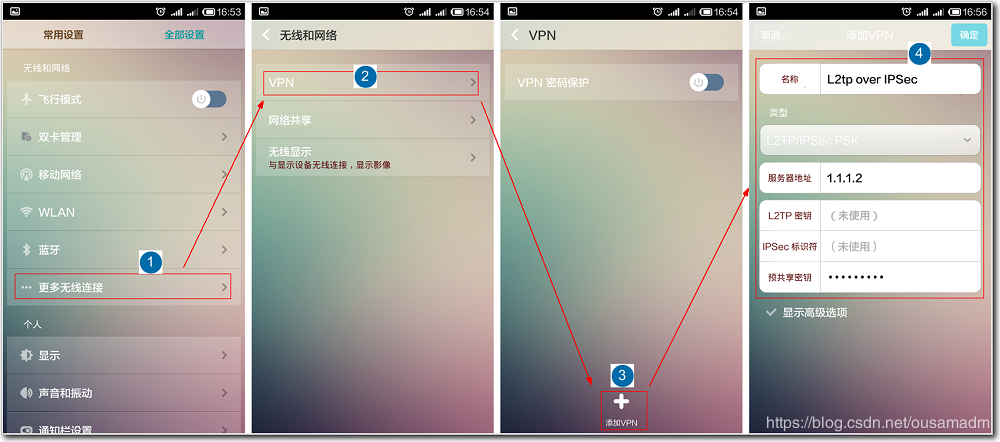 16:53
常用设置
全部设置
无线和网络
飞行模式
双卡管理
移动网络
WLAN
蓝牙
1
更多无线连接
个人
显示
声音和振动
通知栏设置
16:54
无线和网络
2
VPN
网络共享
无线显示
与显示设备无线连接，显示影像
16:54
VPN
VPN 密码保护
3
添加VPN
16:56
取消
添加VPN
确定
4
名称 L2tp over IPSec
类型
L2TP/IPSec PSK
服务器地址 1.1.1.2
L2TP 密钥 （未使用）
IPSec 标识符 （未使用）
预共享密钥 •••••••••
显示高级选项
https://blog.csdn.net/ousamadm